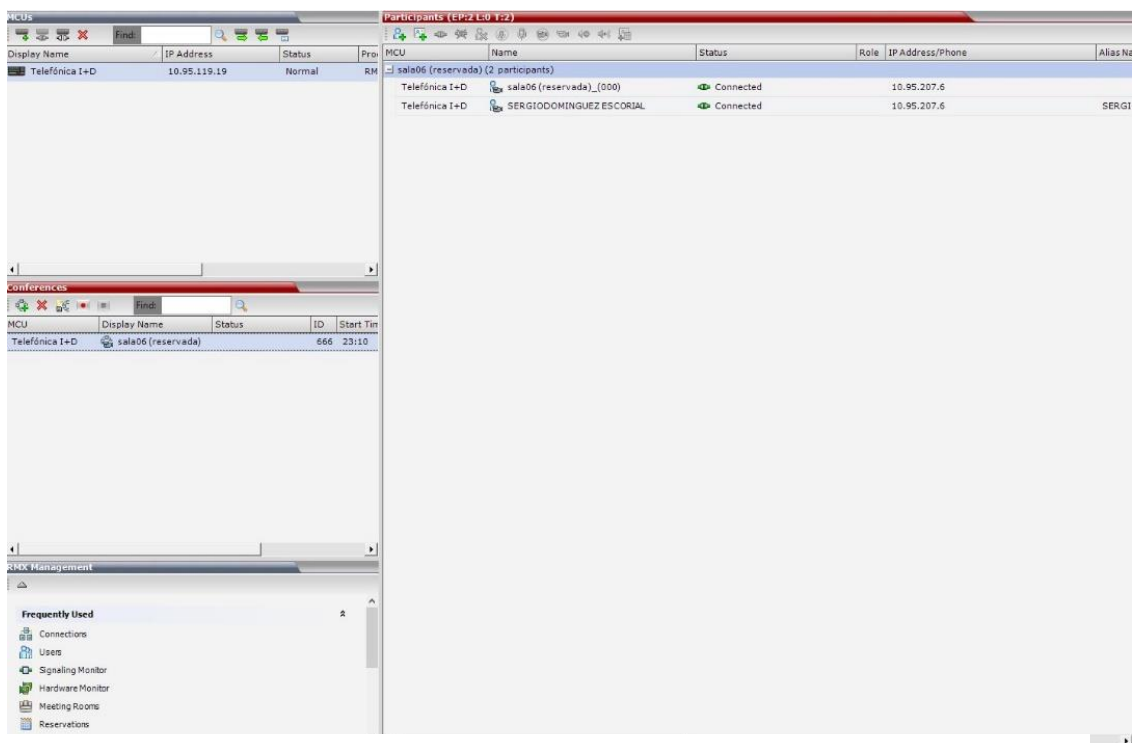 MCUs
Find:
Display Name IP Address Status Pro
Telefónica I+D 10.95.119.19 Normal RM
Conferences
Find:
MCU Display Name Status ID Start Tim
Telefónica I+D sala06 (reservada) 666 23:10
RMX Management
Frequently Used
Connections
Users
Signaling Monitor
Hardware Monitor
Meeting Rooms
Reservations
Participants (EP:2 L:0 T:2)
MCU Name Status Role IP Address/Phone Alias Na
sala06 (reservada) (2 participants)
Telefónica I+D sala06 (reservada)_(000) Connected 10.95.207.6
Telefónica I+D SERGIODOMINGUEZ ESCORIAL Connected 10.95.207.6 SERGI